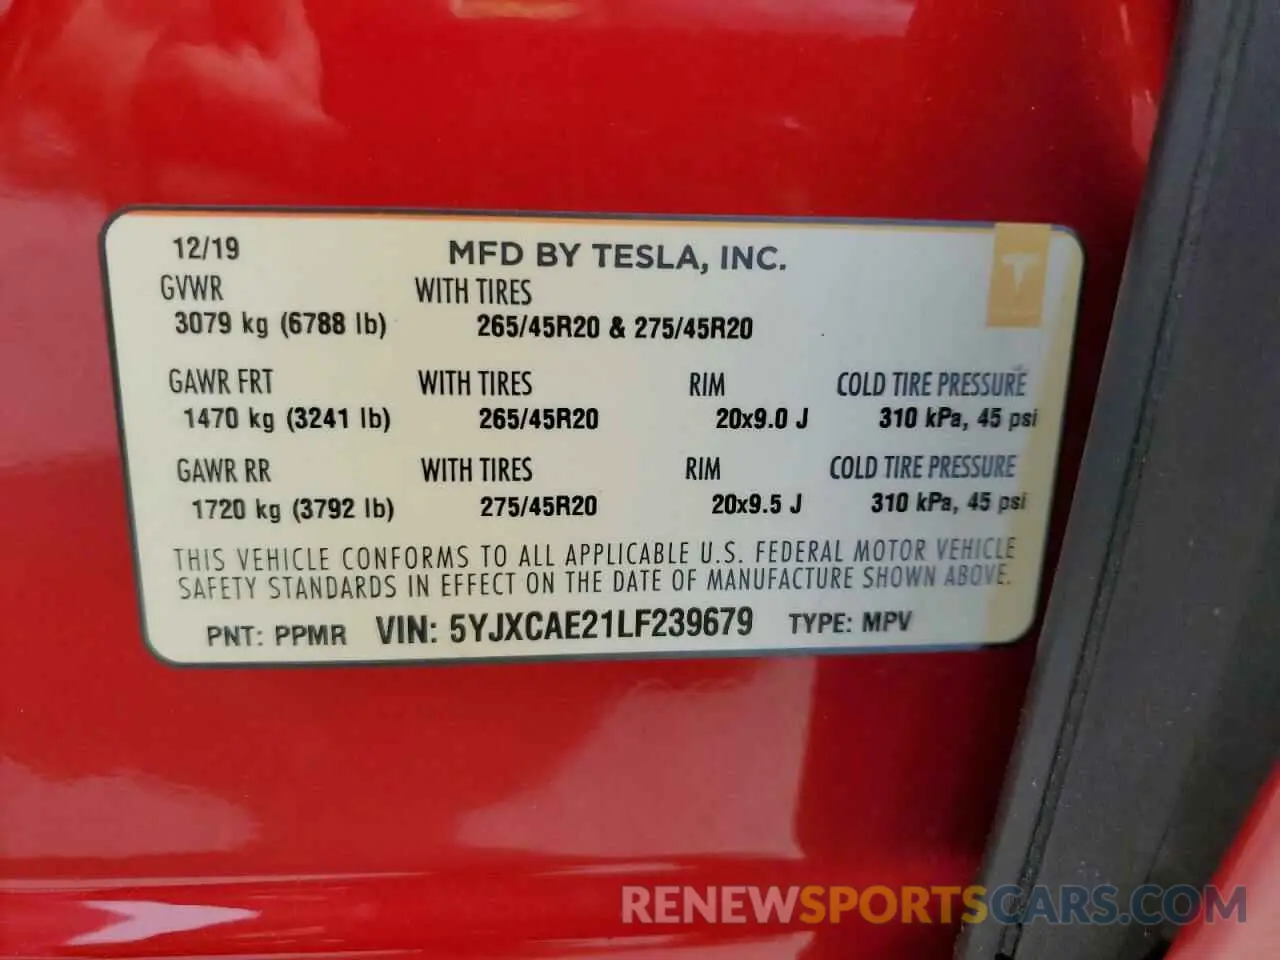 12/19 MFD BY TESLA, INC.
GVWR WITH TIRES
3079 kg (6788 lb) 265/45R20 & 275/45R20
GAWR FRT WITH TIRES RIM COLD TIRE PRESSURE
1470 kg (3241 lb) 265/45R20 20x9.0 J 310 kPa, 45 psi
GAWR RR WITH TIRES RIM COLD TIRE PRESSURE
1720 kg (3792 lb) 275/45R20 20x9.5 J 310 kPa, 45 psi
THIS VEHICLE CONFORMS TO ALL APPLICABLE U.S. FEDERAL MOTOR VEHICLE
SAFETY STANDARDS IN EFFECT ON THE DATE OF MANUFACTURE SHOWN ABOVE.
PNT: PPMR VIN: 5YJXCAE21LF239679 TYPE: MPV
RENEWSPORTSCARS.COM